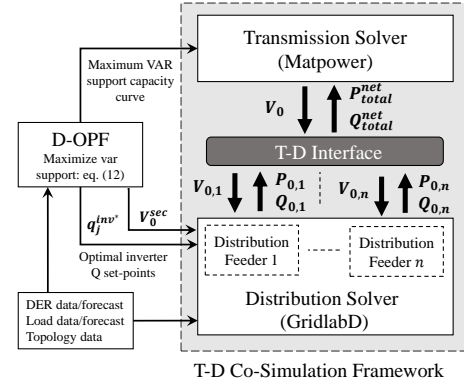 Transmission Solver
(Matpower)
Maximum VAR
support capacity
curve
V_0
P_total^net
Q_total^net
D-OPF
Maximize var
support: eq. (12)
T-D Interface
V_0,1
P_0,1
Q_0,1
V_0,n
P_0,n
Q_0,n
q_j^inv*
V_0^sec
Optimal inverter
Q set-points
Distribution
Feeder 1
Distribution
Feeder n
DER data/forecast
Load data/forecast
Topology data
Distribution Solver
(GridlabD)
T-D Co-Simulation Framework